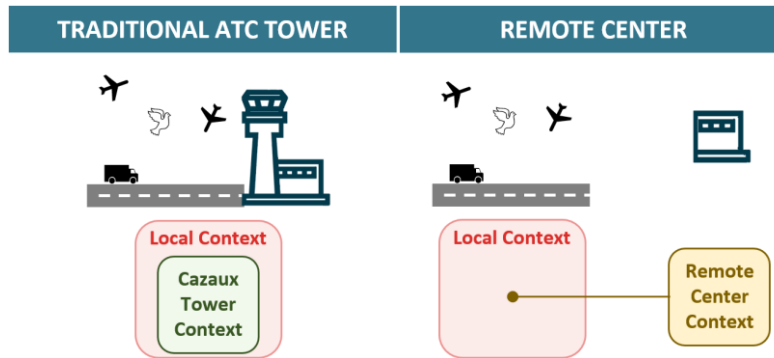 TRADITIONAL ATC TOWER
REMOTE CENTER
Local Context
Cazaux
Tower
Context
Local Context
Remote
Center
Context